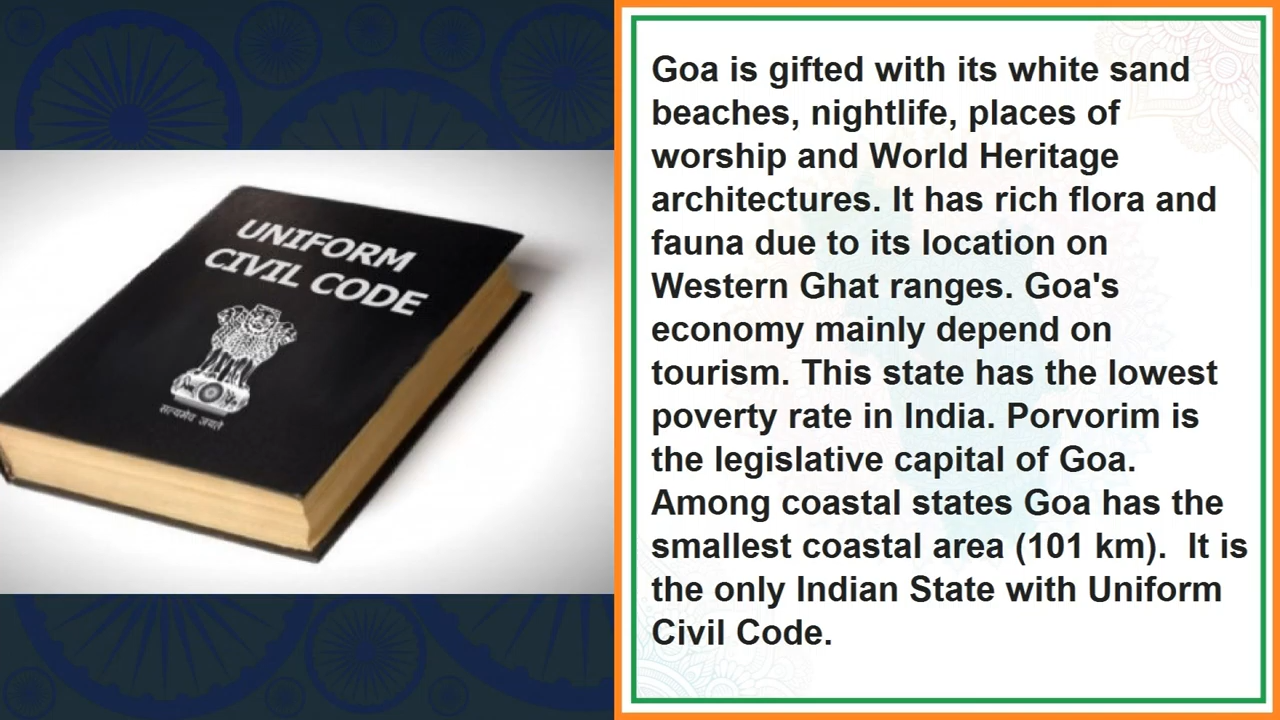 UNIFORM
CIVIL CODE
सत्यमेव जयते
Goa is gifted with its white sand
beaches, nightlife, places of
worship and World Heritage
architectures. It has rich flora and
fauna due to its location on
Western Ghat ranges. Goa's
economy mainly depend on
tourism. This state has the lowest
poverty rate in India. Porvorim is
the legislative capital of Goa.
Among coastal states Goa has the
smallest coastal area (101 km).  It is
the only Indian State with Uniform
Civil Code.